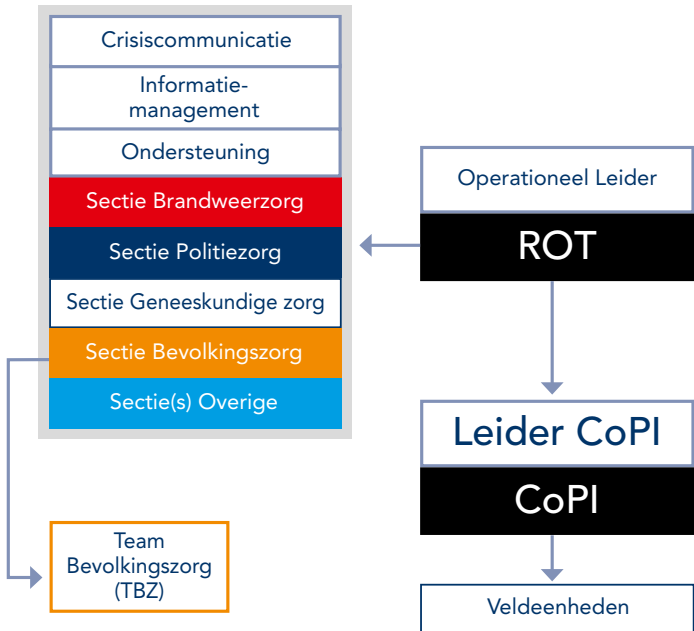 Crisiscommunicatie
Informatie-
management
Ondersteuning
Sectie Brandweerzorg
Sectie Politiezorg
Sectie Geneeskundige zorg
Sectie Bevolkingszorg
Sectie(s) Overige
Team
Bevolkingszorg
(TBZ)
Operationeel Leider
ROT
Leider CoPI
CoPI
Veldeenheden